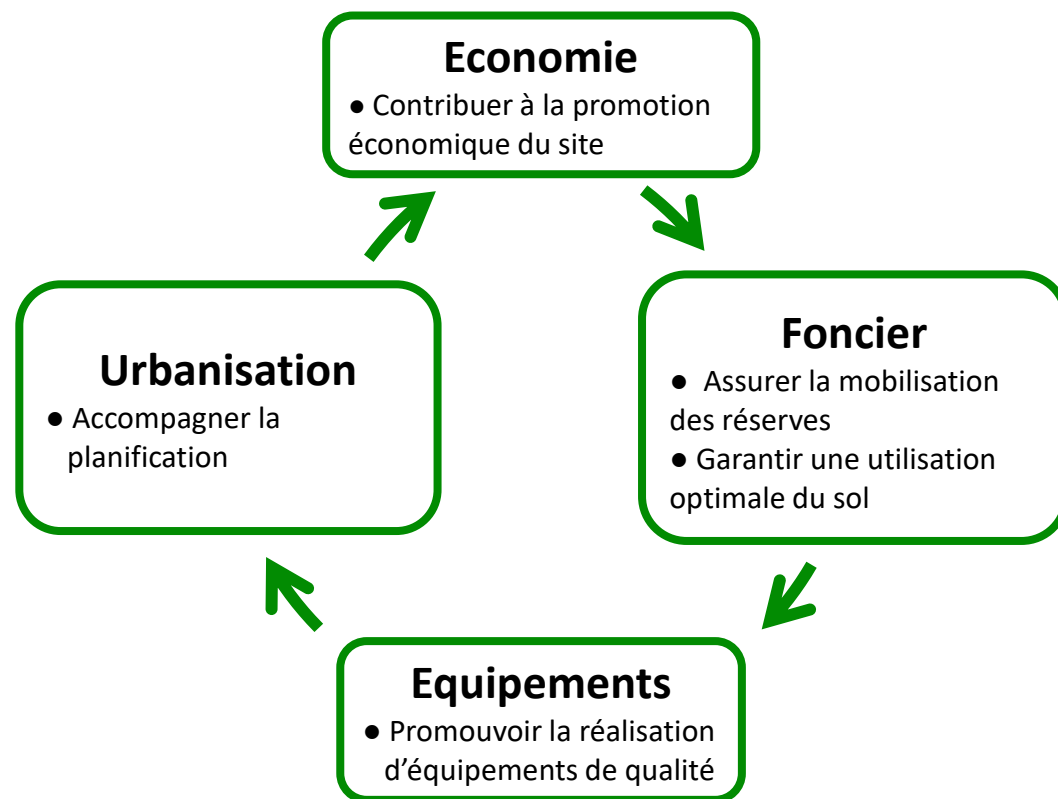 Economie
● Contribuer à la promotion
économique du site
Urbanisation
● Accompagner la
planification
Foncier
● Assurer la mobilisation
des réserves
● Garantir une utilisation
optimale du sol
Equipements
● Promouvoir la réalisation
d’équipements de qualité